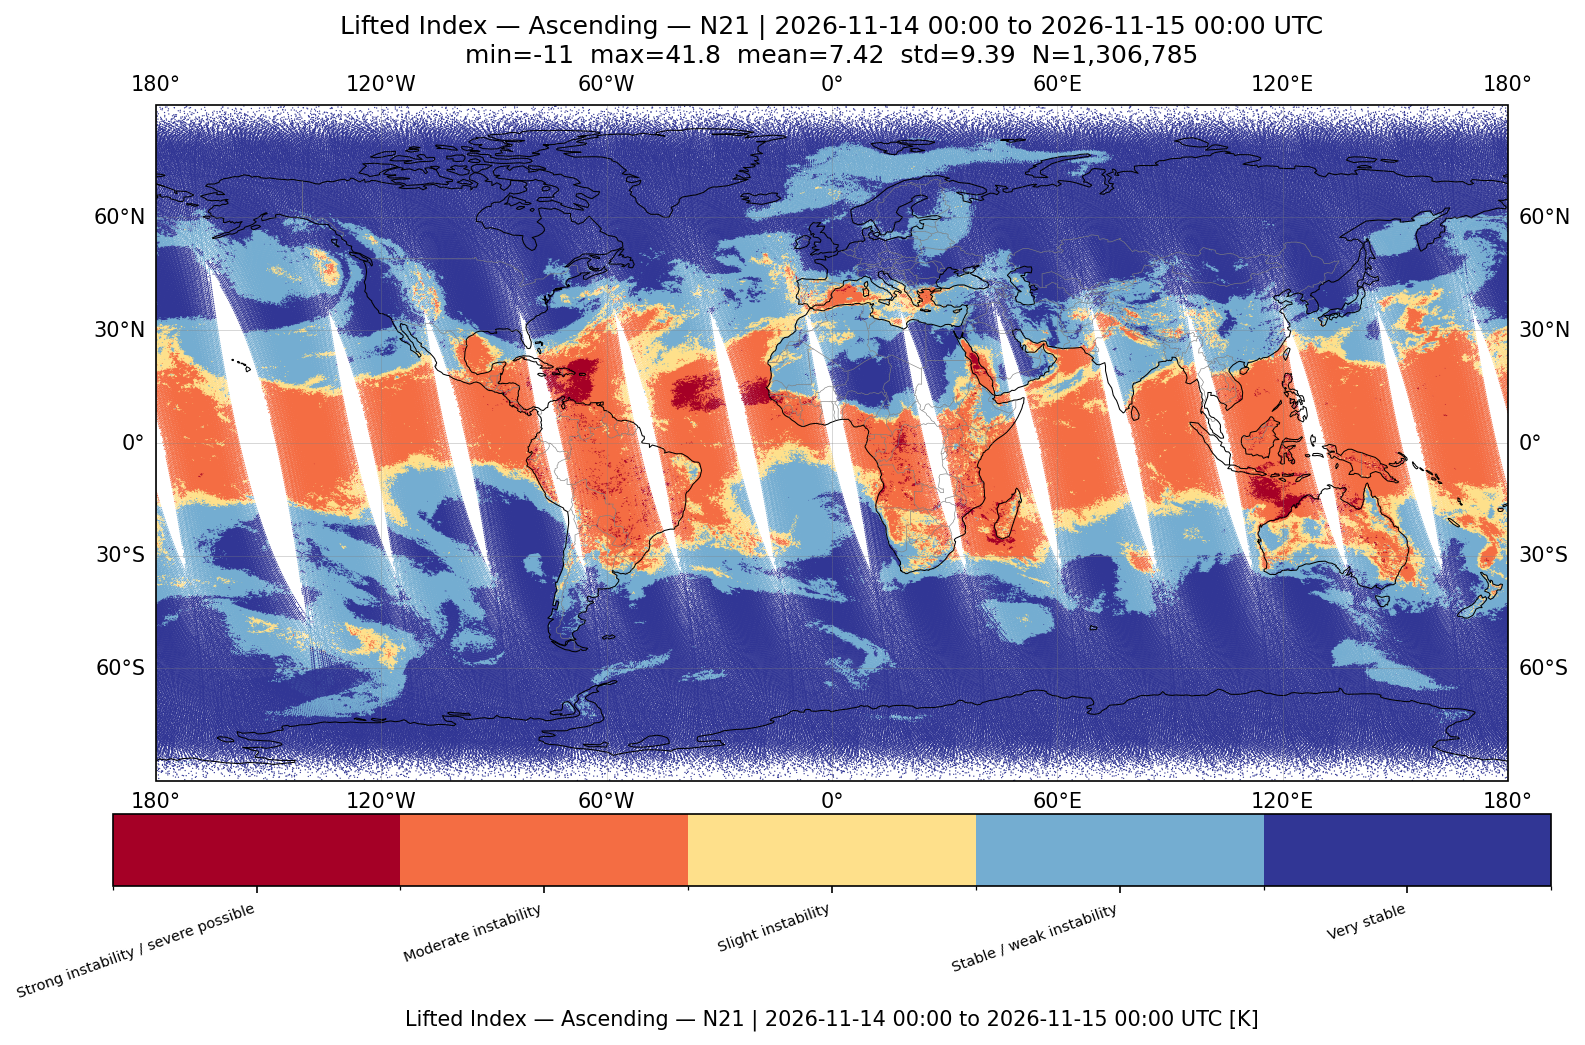 Lifted Index — Ascending — N21 | 2026-11-14 00:00 to 2026-11-15 00:00 UTC
min=-11 max=41.8 mean=7.42 std=9.39 N=1,306,785
180° 120°W 60°W 0° 60°E 120°E 180°
60°N 60°N
30°N 30°N
0° 0°
30°S 30°S
60°S 60°S
180° 120°W 60°W 0° 60°E 120°E 180°
Strong instability / severe possible
Moderate instability
Slight instability
Stable / weak instability
Very stable
Lifted Index — Ascending — N21 | 2026-11-14 00:00 to 2026-11-15 00:00 UTC [K]